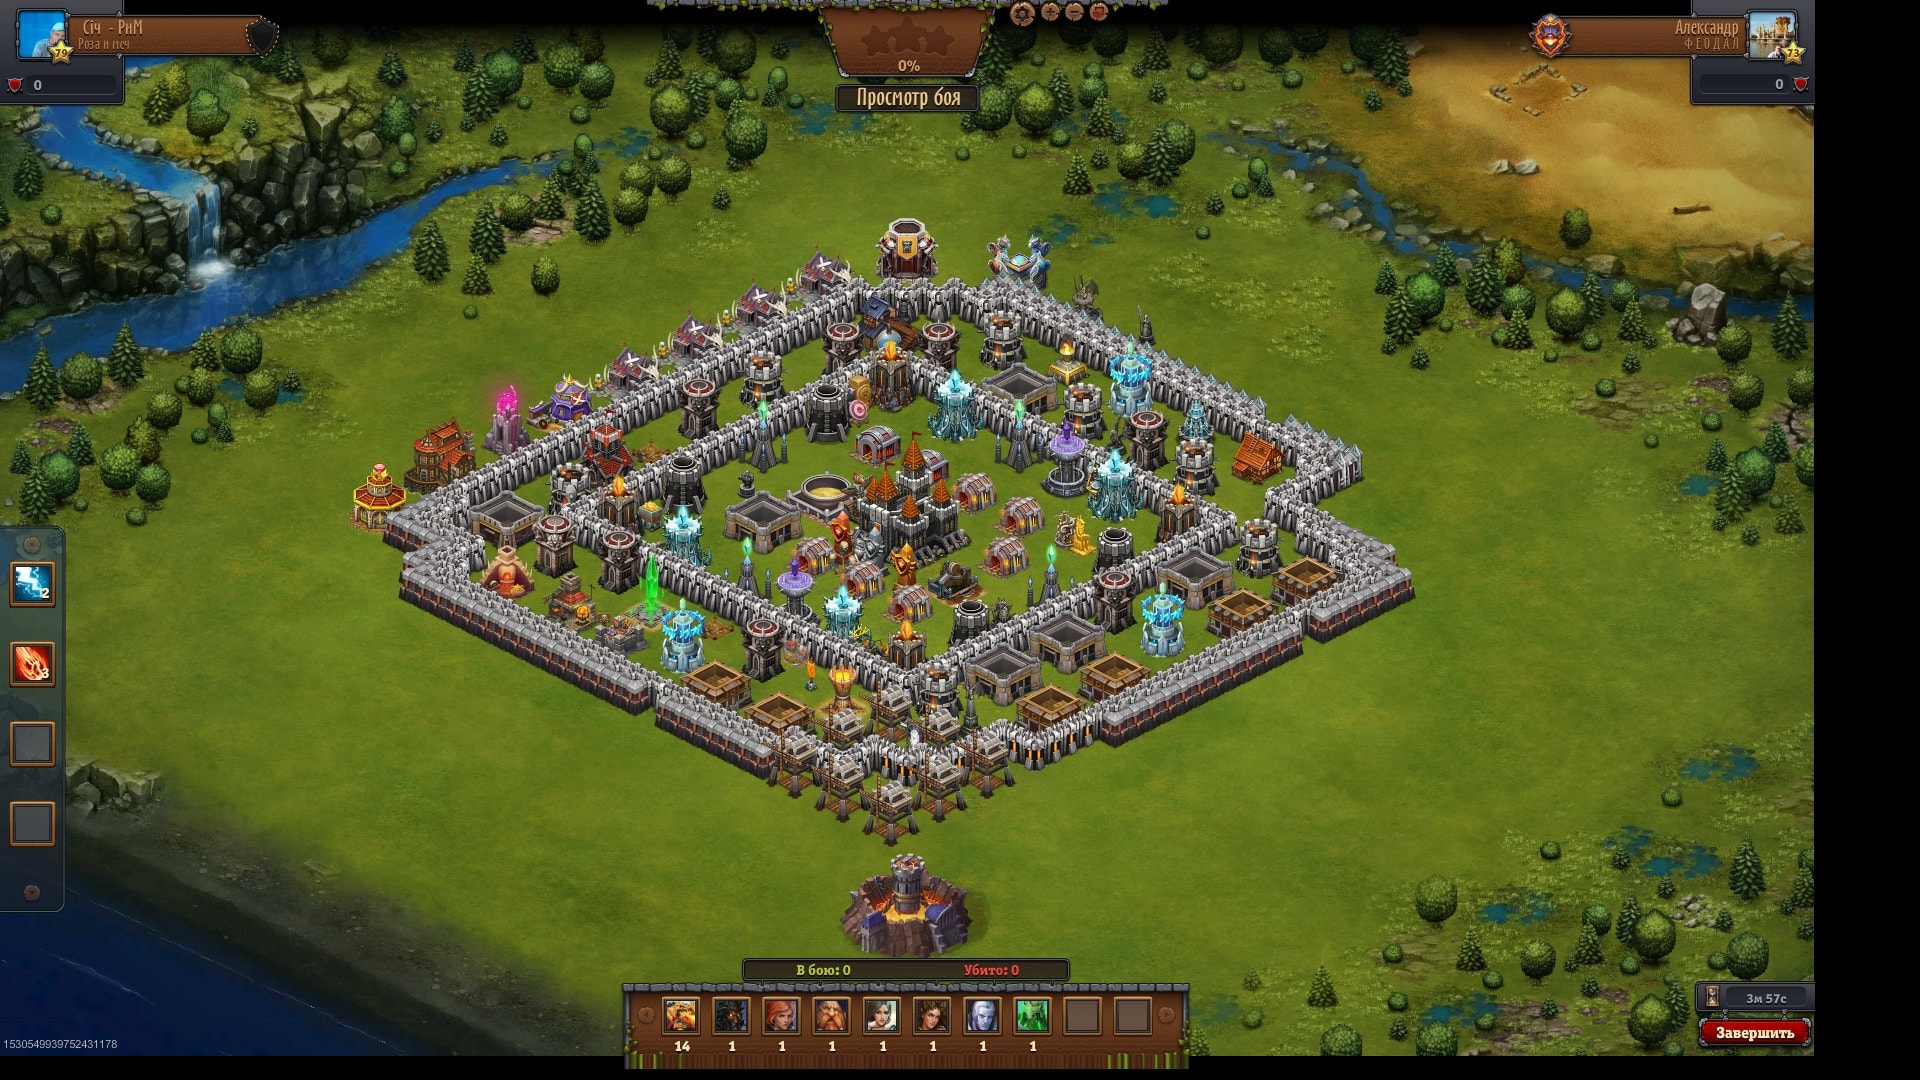 Січ - РиМ
Роза и меч
79
0
0%
Просмотр боя
Александр
ФЕОДАЛ
73
0
2
3
В бою: 0 Убито: 0
14 1 1 1 1 1 1 1
3м 57с
Завершить
1530549939752431178